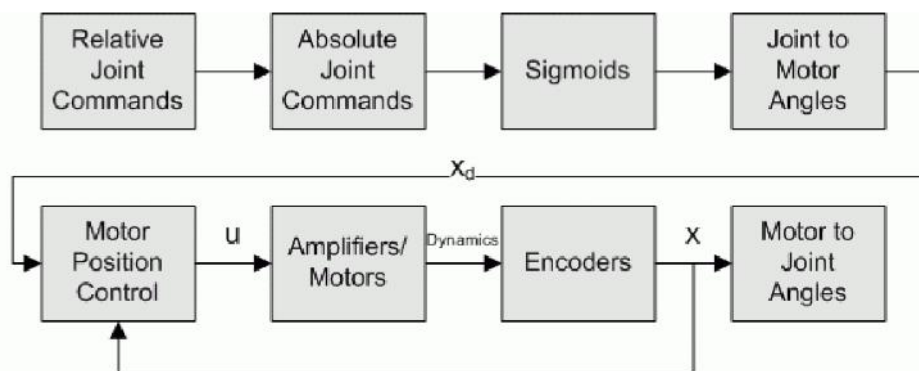 Relative
Joint
Commands
Absolute
Joint
Commands
Sigmoids
Joint to
Motor
Angles
xd
Motor
Position
Control
u
Amplifiers/
Motors
Dynamics
Encoders
x
Motor to
Joint
Angles